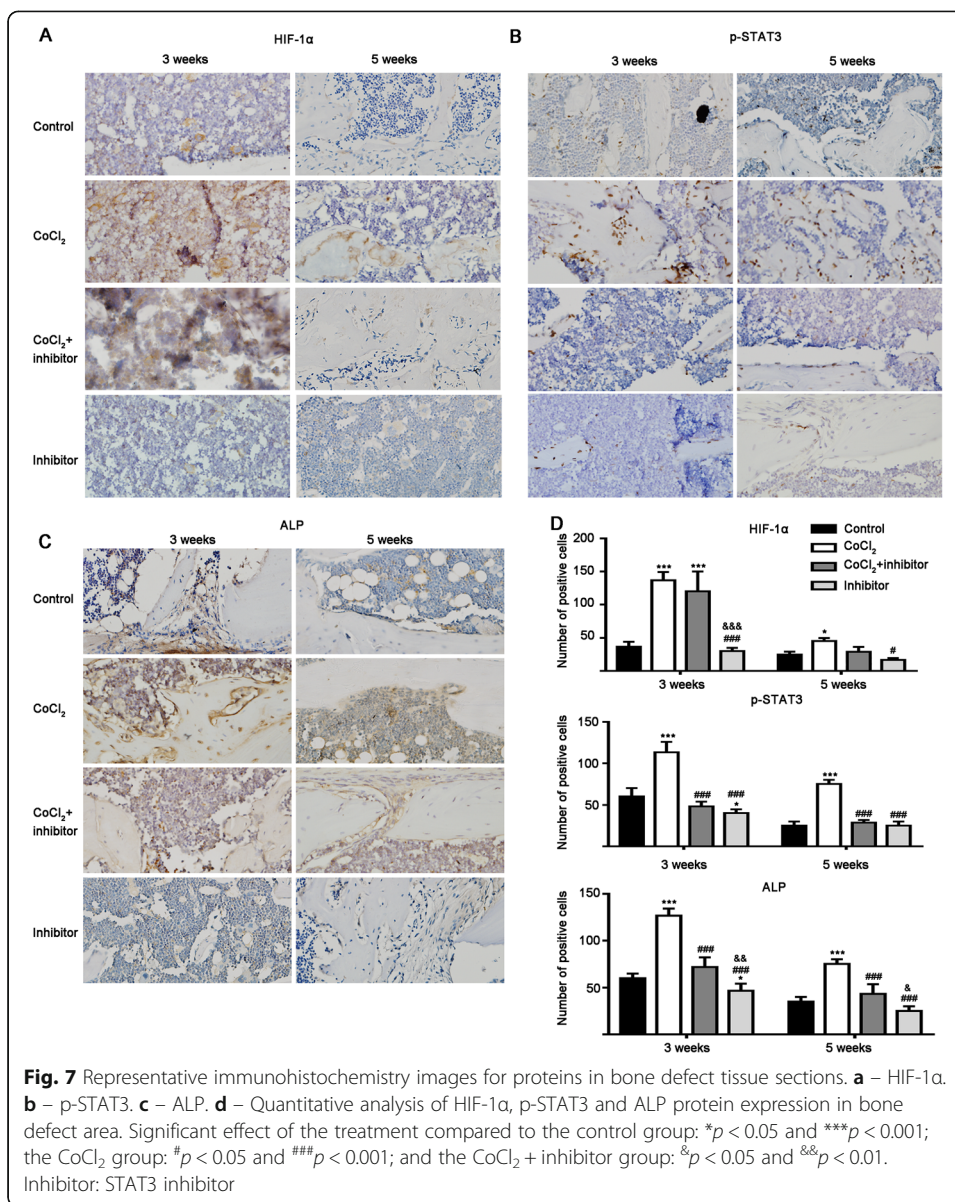 A
HIF-1α
3 weeks
5 weeks
Control
CoCl₂
CoCl₂+
inhibitor
Inhibitor
B
p-STAT3
3 weeks
5 weeks
C
ALP
3 weeks
5 weeks
Control
CoCl₂
CoCl₂+
inhibitor
Inhibitor
D
HIF-1α
Control
CoCl₂
CoCl₂+inhibitor
Inhibitor
Number of positive cells
200
150
100
50
***
***
&&&
###
*
#
3 weeks
5 weeks
p-STAT3
Number of positive cells
150
100
50
0
***
###
###
*
***
###
###
3 weeks
5 weeks
ALP
Number of positive cells
150
100
50
0
***
###
&&
###
*
***
###
&
###
3 weeks
5 weeks
Fig. 7 Representative immunohistochemistry images for proteins in bone defect tissue sections. a – HIF-1α.
b – p-STAT3. c – ALP. d – Quantitative analysis of HIF-1α, p-STAT3 and ALP protein expression in bone
defect area. Significant effect of the treatment compared to the control group: *p < 0.05 and ***p < 0.001;
the CoCl₂ group: #p < 0.05 and ###p < 0.001; and the CoCl₂ + inhibitor group: &p < 0.05 and &&p < 0.01.
Inhibitor: STAT3 inhibitor